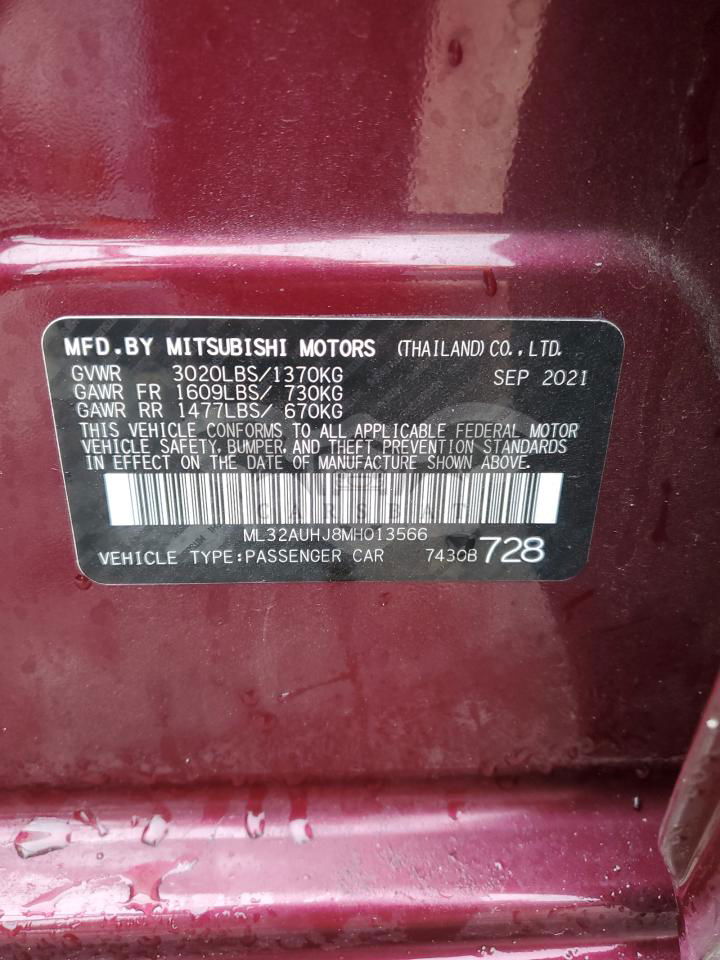 MFD.BY MITSUBISHI MOTORS (THAILAND)CO.,LTD.
GVWR 3020LBS/1370KG SEP 2021
GAWR FR 1609LBS/ 730KG
GAWR RR 1477LBS/ 670KG
THIS VEHICLE CONFORMS TO ALL APPLICABLE FEDERAL MOTOR
VEHICLE SAFETY, BUMPER, AND THEFT PREVENTION STANDARDS
IN EFFECT ON THE DATE OF MANUFACTURE SHOWN ABOVE.
CARSBAT
ML32AUHJ8MH013566
VEHICLE TYPE:PASSENGER CAR 7430B 728